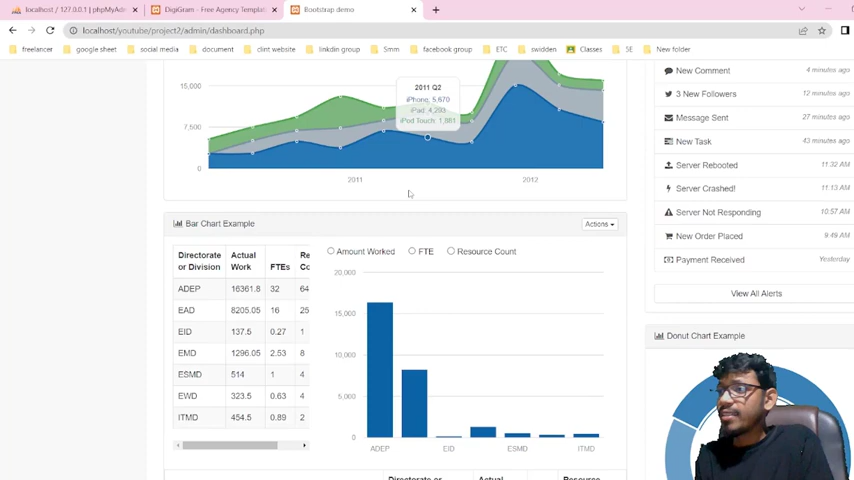 localhost / 127.0.0.1 | phpMyAdm
DigiGram - Free Agency Templat
Bootstrap demo
localhost/youtube/project2/admin/dashboard.php
freelancer
google sheet
social media
document
clint website
linkdin group
Smm
facebook group
ETC
swidden
Classes
SE
New folder
15,000
7,500
0
2011
2012
2011 Q2
iPhone: 5,670
iPad: 4,293
iPod Touch: 1,881
New Comment 4 minutes ago
3 New Followers 12 minutes ago
Message Sent 27 minutes ago
New Task 43 minutes ago
Server Rebooted 11:32 AM
Server Crashed! 11:13 AM
Server Not Responding 10:57 AM
New Order Placed 9:49 AM
Payment Received Yesterday
View All Alerts
Bar Chart Example
Actions
Directorate or Division Actual Work FTEs Re Co
ADEP 16361.8 32 64
EAD 8205.05 16 25
EID 137.5 0.27 1
EMD 1296.05 2.53 8
ESMD 514 1 4
EWD 323.5 0.63 4
ITMD 454.5 0.89 2
Amount Worked FTE Resource Count
20,000
15,000
10,000
5,000
0
ADEP EID ESMD ITMD
Donut Chart Example
Directorate or Actual Resource